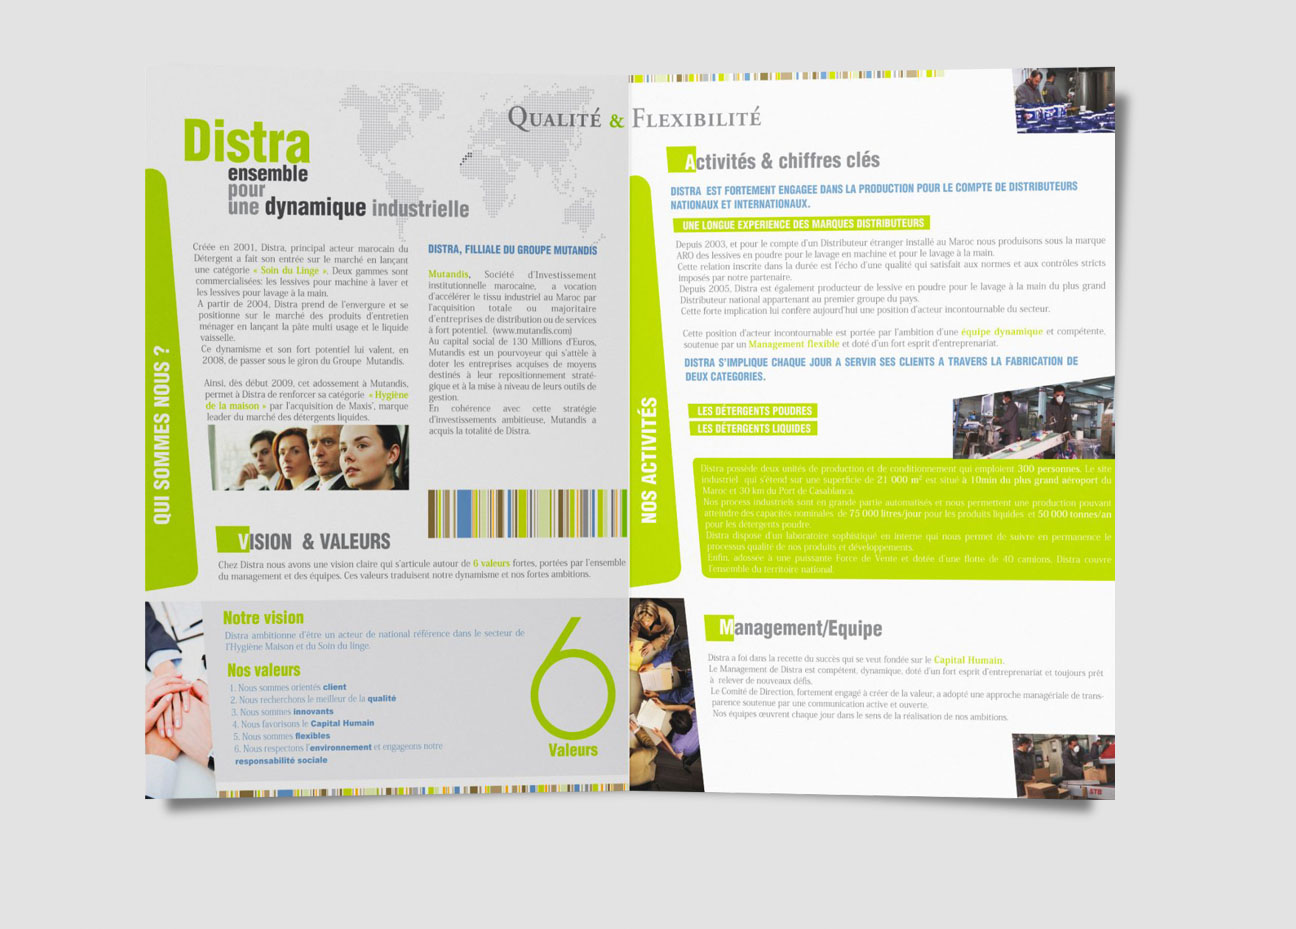 QUALITÉ & FLEXIBILITÉ
Distra
ensemble
pour
une dynamique industrielle
QUI SOMMES NOUS ?
Créée en 2001, Distra, principal acteur marocain du
Détergent a fait son entrée sur le marché en lançant
une catégorie « Soin du Linge ». Deux gammes sont
commercialisées: les lessives pour machine à laver et
les lessives pour lavage à la main.
A partir de 2004, Distra prend de l'envergure et se
positionne sur le marché des produits d'entretien
ménager en lançant la pâte multi usage et le liquide
vaisselle.
Ce dynamisme et son fort potentiel lui valent, en
2008, de passer sous le giron du Groupe Mutandis.
Ainsi, dès début 2009, cet adossement à Mutandis,
permet à Distra de renforcer sa catégorie « Hygiène
de la maison » par l'acquisition de Maxis', marque
leader du marché des détergents liquides.
DISTRA, FILLIALE DU GROUPE MUTANDIS
Mutandis, Société d'Investissement
institutionnelle marocaine, a vocation
d'accélérer le tissu industriel au Maroc par
l'acquisition totale ou majoritaire
d'entreprises de distribution ou de services
à fort potentiel. (www.mutandis.com)
Au capital social de 130 Millions d'Euros,
Mutandis est un pourvoyeur qui s'attèle à
doter les entreprises acquises de moyens
destinés à leur repositionnement straté-
gique et à la mise à niveau de leurs outils de
gestion.
En cohérence avec cette stratégie
d'investissements ambitieuse, Mutandis a
acquis la totalité de Distra.
VISION & VALEURS
Chez Distra nous avons une vision claire qui s'articule autour de 6 valeurs fortes, portées par l'ensemble
du management et des équipes. Ces valeurs traduisent notre dynamisme et nos fortes ambitions.
Notre vision
Distra ambitionne d'être un acteur de national référence dans le secteur de
l'Hygiène Maison et du Soin du linge.
Nos valeurs
1. Nous sommes orientés client
2. Nous recherchons le meilleur de la qualité
3. Nous sommes innovants
4. Nous favorisons le Capital Humain
5. Nous sommes flexibles
6. Nous respectons l'environnement et engageons notre
responsabilité sociale
6
Valeurs
NOS ACTIVITÉS
Activités & chiffres clés
DISTRA EST FORTEMENT ENGAGEE DANS LA PRODUCTION POUR LE COMPTE DE DISTRIBUTEURS
NATIONAUX ET INTERNATIONAUX.
UNE LONGUE EXPERIENCE DES MARQUES DISTRIBUTEURS
Depuis 2003, et pour le compte d'un Distributeur étranger installé au Maroc nous produisons sous la marque
ARO des lessives en poudre pour le lavage en machine et pour le lavage à la main.
Cette relation inscrite dans la durée est l'écho d'une qualité qui satisfait aux normes et aux contrôles stricts
imposés par notre partenaire.
Depuis 2005, Distra est également producteur de lessive en poudre pour le lavage à la main du plus grand
Distributeur national appartenant au premier groupe du pays.
Cette forte implication lui confère aujourd'hui une position d'acteur incontournable du secteur.
Cette position d'acteur incontournable est portée par l'ambition d'une équipe dynamique et compétente,
soutenue par un Management flexible et doté d'un fort esprit d'entreprenariat.
DISTRA S'IMPLIQUE CHAQUE JOUR A SERVIR SES CLIENTS A TRAVERS LA FABRICATION DE
DEUX CATEGORIES.
LES DÉTERGENTS POUDRES
LES DÉTERGENTS LIQUIDES
Distra possède deux unités de production et de conditionnement qui emploient 300 personnes. Le site
industriel qui s'étend sur une superficie de 21 000 m² est situé à 10min du plus grand aéroport du
Maroc et 30 km du Port de Casablanca.
Nos process industriels sont en grande partie automatisés et nous permettent une production pouvant
atteindre des capacités nominales de 75 000 litres/jour pour les produits liquides et 50 000 tonnes/an
pour les détergents poudre.
Distra dispose d'un laboratoire sophistiqué en interne qui nous permet de suivre en permanence le
processus qualité de nos produits et développements.
Enfin, adossée à une puissante Force de Vente et dotée d'une flotte de 40 camions, Distra couvre
l'ensemble du territoire national.
Management/Equipe
Distra a foi dans la recette du succès qui se veut fondée sur le Capital Humain.
Le Management de Distra est compétent, dynamique, doté d'un fort esprit d'entreprenariat et toujours prêt
à relever de nouveaux défis.
Le Comité de Direction, fortement engagé à créer de la valeur, a adopté une approche managériale de trans-
parence soutenue par une communication active et ouverte.
Nos équipes œuvrent chaque jour dans le sens de la réalisation de nos ambitions.